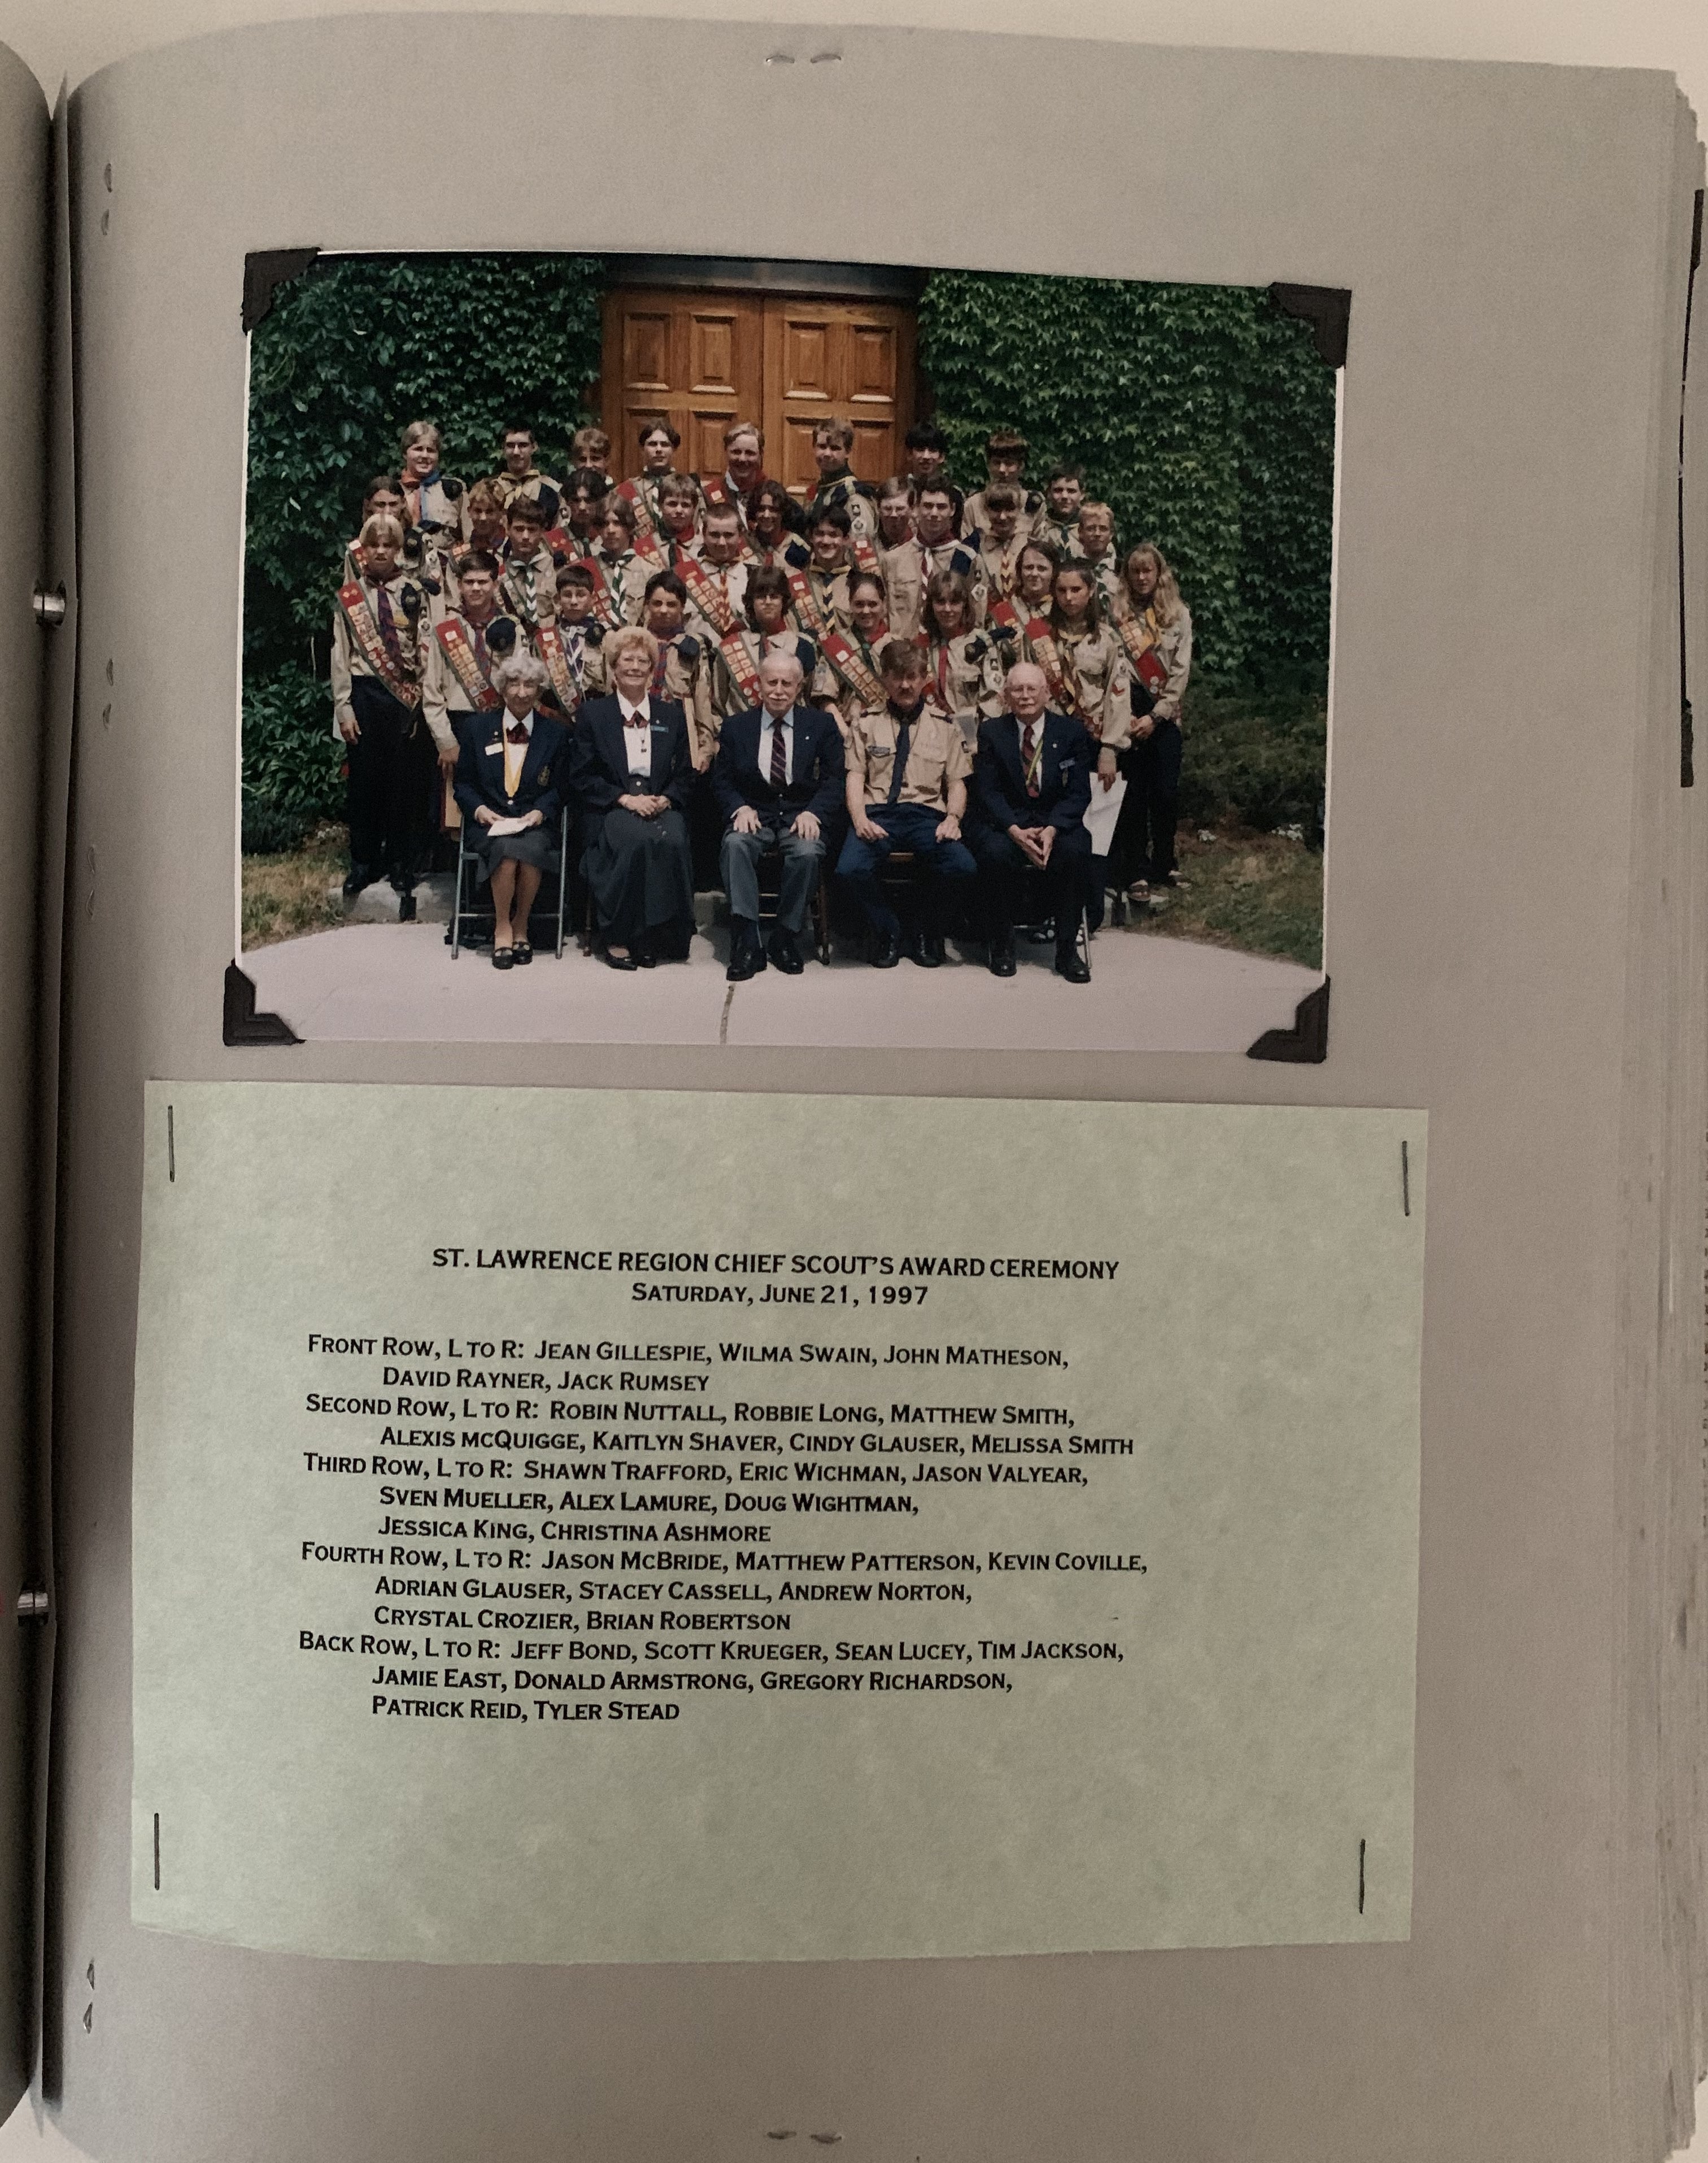 ST. LAWRENCE REGION CHIEF SCOUT'S AWARD CEREMONY
SATURDAY, JUNE 21, 1997
FRONT ROW, L TO R: JEAN GILLESPIE, WILMA SWAIN, JOHN MATHESON,
DAVID RAYNER, JACK RUMSEY
SECOND ROW, L TO R: ROBIN NUTTALL, ROBBIE LONG, MATTHEW SMITH,
ALEXIS MCQUIGGE, KAITLYN SHAVER, CINDY GLAUSER, MELISSA SMITH
THIRD ROW, L TO R: SHAWN TRAFFORD, ERIC WICHMAN, JASON VALYEAR,
SVEN MUELLER, ALEX LAMURE, DOUG WIGHTMAN,
JESSICA KING, CHRISTINA ASHMORE
FOURTH ROW, L TO R: JASON MCBRIDE, MATTHEW PATTERSON, KEVIN COVILLE,
ADRIAN GLAUSER, STACEY CASSELL, ANDREW NORTON,
CRYSTAL CROZIER, BRIAN ROBERTSON
BACK ROW, L TO R: JEFF BOND, SCOTT KRUEGER, SEAN LUCEY, TIM JACKSON,
JAMIE EAST, DONALD ARMSTRONG, GREGORY RICHARDSON,
PATRICK REID, TYLER STEAD